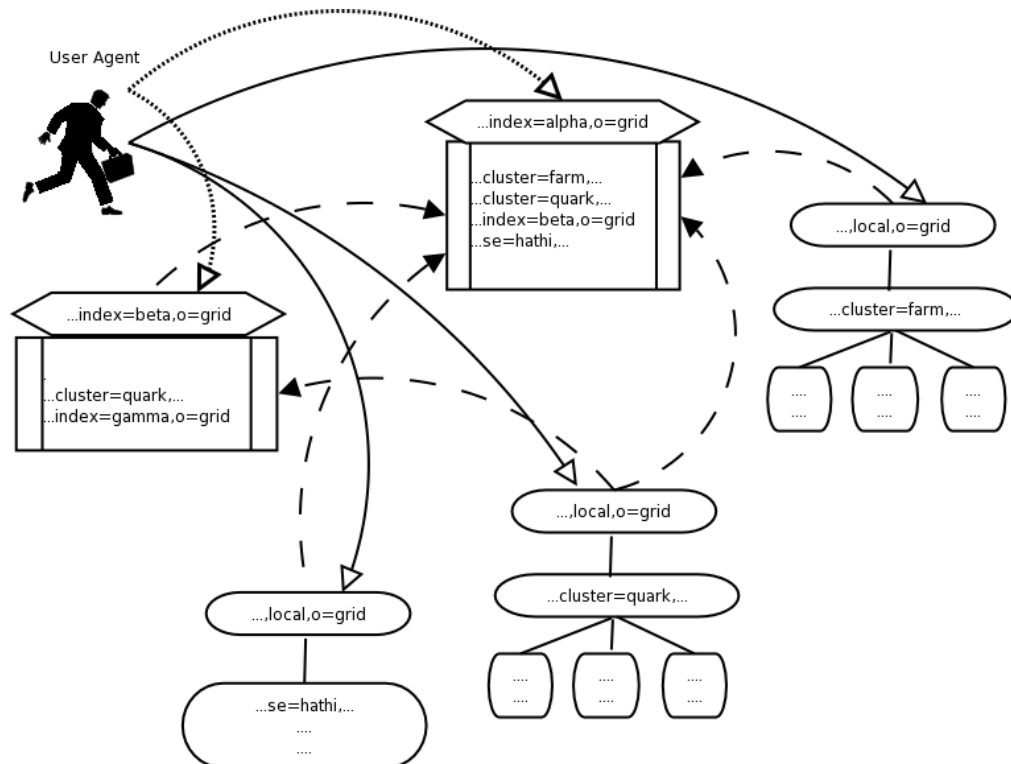 User Agent
...index=alpha,o=grid
...cluster=farm,...
...cluster=quark,...
...index=beta,o=grid
...se=hathi,...
...,local,o=grid
...cluster=farm,...
....
....
....
....
....
....
...index=beta,o=grid
.
...cluster=quark,...
...index=gamma,o=grid
...,local,o=grid
...cluster=quark,...
....
....
....
....
....
....
...,local,o=grid
...se=hathi,...
....
....